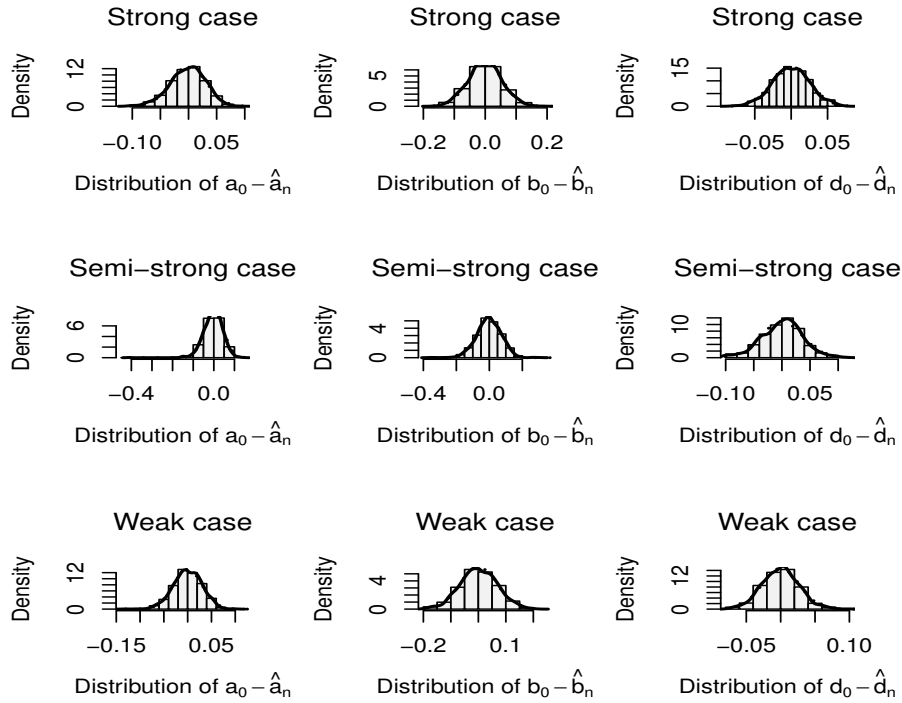 Strong case Strong case Strong case
Density 0 12 Density 0 5 Density 0 15
−0.10 0.05 −0.2 0.0 0.2 −0.05 0.05
Distribution of a₀ − âₙ Distribution of b₀ − b̂ₙ Distribution of d₀ − d̂ₙ
Semi−strong case Semi−strong case Semi−strong case
Density 0 6 Density 0 4 Density 0 10
−0.4 0.0 −0.4 0.0 −0.10 0.05
Distribution of a₀ − âₙ Distribution of b₀ − b̂ₙ Distribution of d₀ − d̂ₙ
Weak case Weak case Weak case
Density 0 12 Density 0 4 Density 0 12
−0.15 0.05 −0.2 0.1 −0.05 0.10
Distribution of a₀ − âₙ Distribution of b₀ − b̂ₙ Distribution of d₀ − d̂ₙ